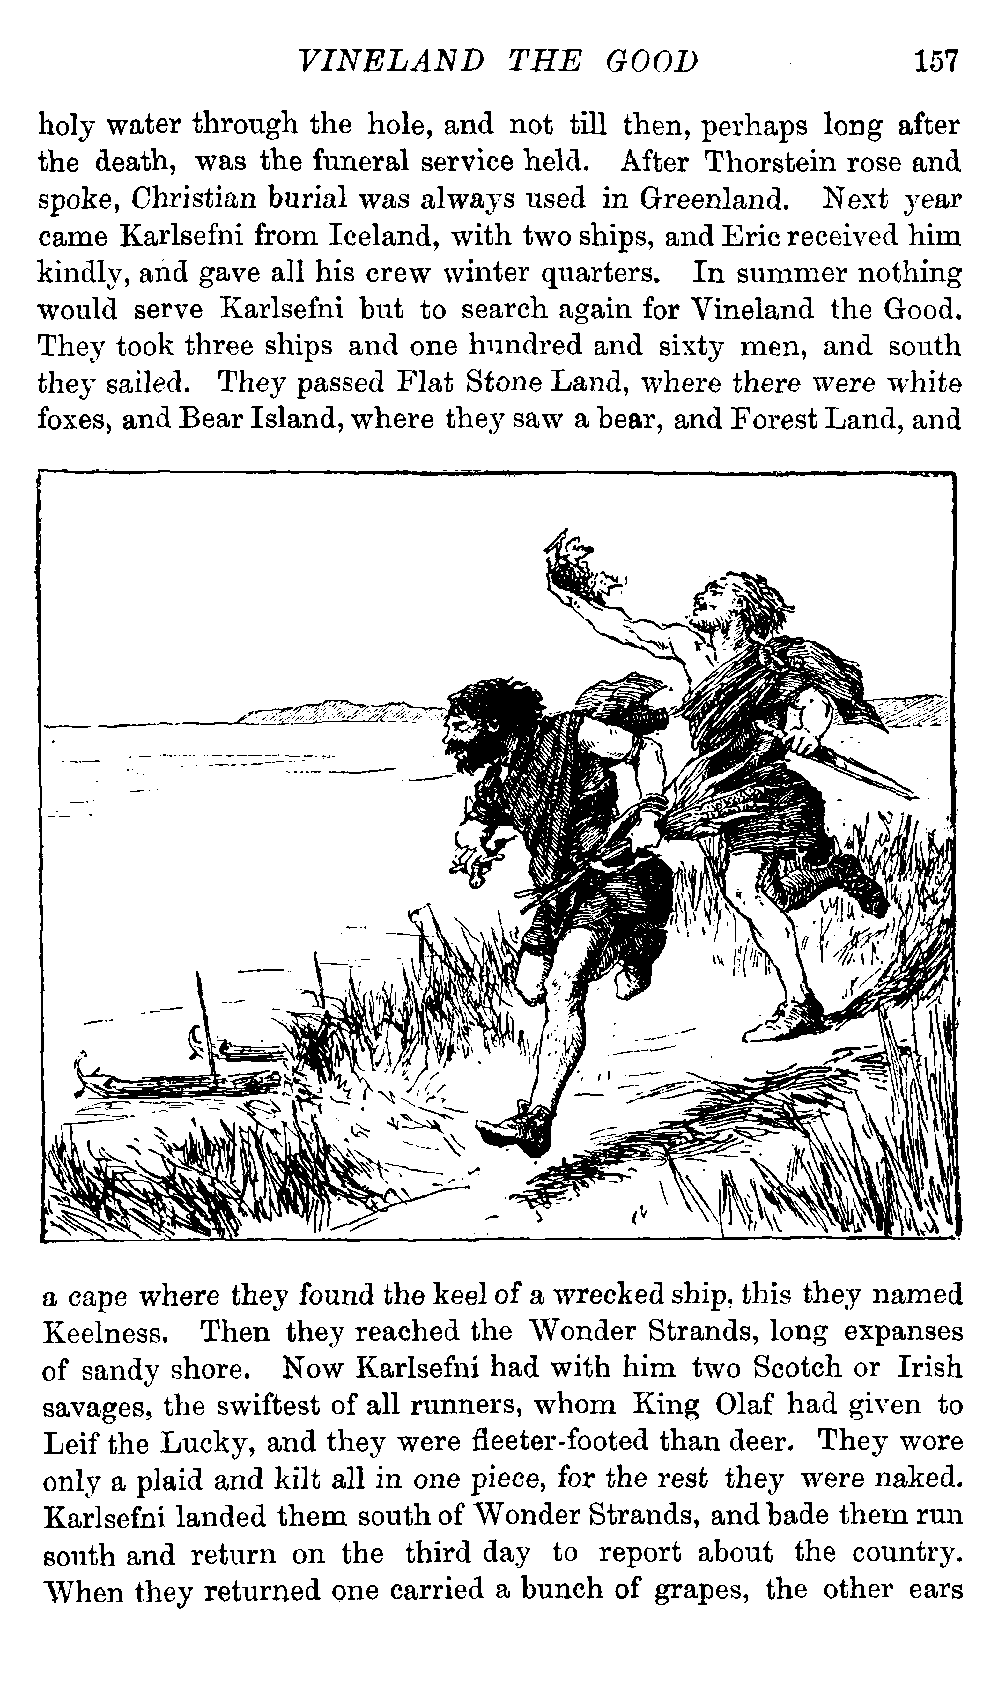 VINELAND THE GOOD 157
holy water through the hole, and not till then, perhaps long after
the death, was the funeral service held. After Thorstein rose and
spoke, Christian burial was always used in Greenland. Next year
came Karlsefni from Iceland, with two ships, and Eric received him
kindly, and gave all his crew winter quarters. In summer nothing
would serve Karlsefni but to search again for Vineland the Good.
They took three ships and one hundred and sixty men, and south
they sailed. They passed Flat Stone Land, where there were white
foxes, and Bear Island, where they saw a bear, and Forest Land, and
a cape where they found the keel of a wrecked ship, this they named
Keelness. Then they reached the Wonder Strands, long expanses
of sandy shore. Now Karlsefni had with him two Scotch or Irish
savages, the swiftest of all runners, whom King Olaf had given to
Leif the Lucky, and they were fleeter-footed than deer. They wore
only a plaid and kilt all in one piece, for the rest they were naked.
Karlsefni landed them south of Wonder Strands, and bade them run
south and return on the third day to report about the country.
When they returned one carried a bunch of grapes, the other ears